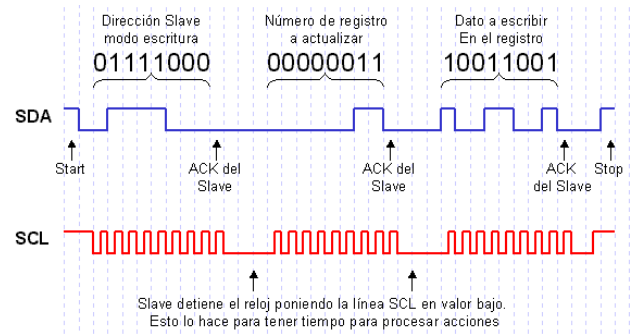 Dirección Slave
modo escritura
01111000
Número de registro
a actualizar
00000011
Dato a escribir
En el registro
10011001
SDA
Start
ACK del
Slave
ACK del
Slave
ACK
del Slave
Stop
SCL
Slave detiene el reloj poniendo la línea SCL en valor bajo.
Esto lo hace para tener tiempo para procesar acciones